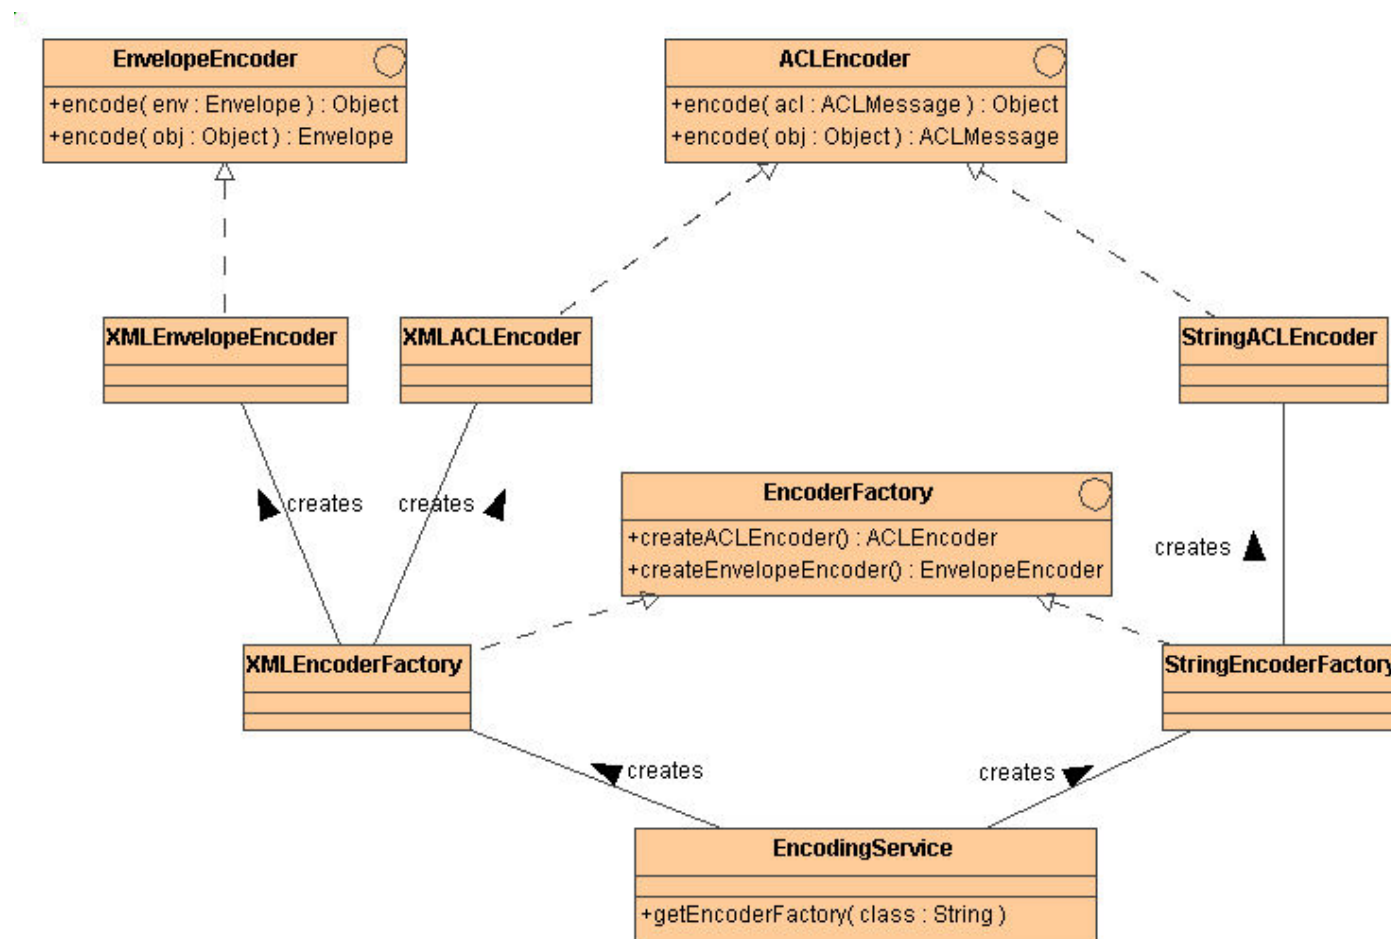 EnvelopeEncoder
+encode( env : Envelope ) : Object
+encode( obj : Object ) : Envelope
ACLEncoder
+encode( acl : ACLMessage ) : Object
+encode( obj : Object ) : ACLMessage
XMLEnvelopeEncoder
XMLACLEncoder
StringACLEncoder
creates
creates
EncoderFactory
+createACLEncoder() : ACLEncoder
+createEnvelopeEncoder() : EnvelopeEncoder
creates
XMLEncoderFactory
StringEncoderFactory
creates
creates
EncodingService
+getEncoderFactory( class : String )